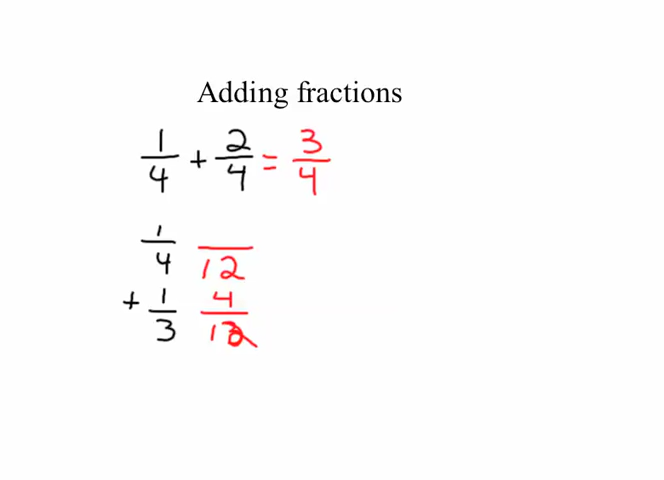 Adding fractions
1/4 + 2/4 = 3/4
1/4 /12
+ 1/3 4/12